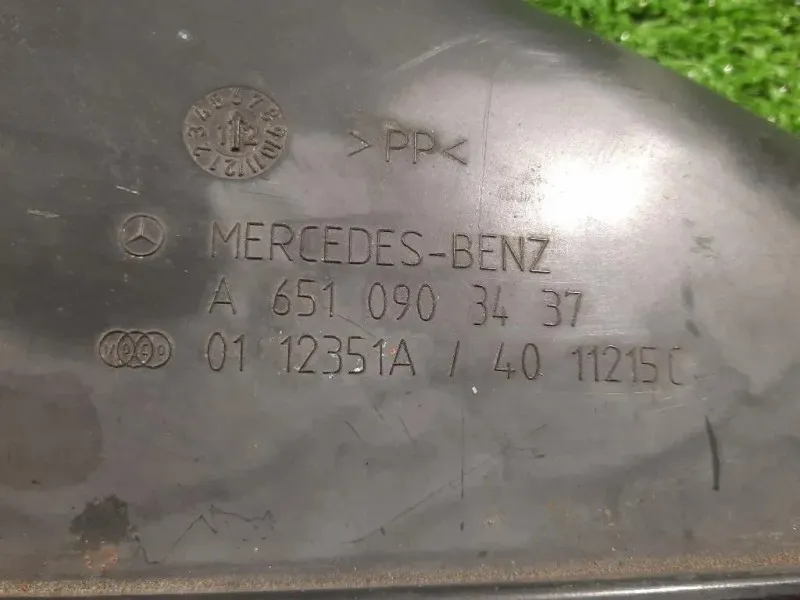 >PP<
MERCEDES-BENZ
A 651 090 34 37
01 12351A / 40 11215C